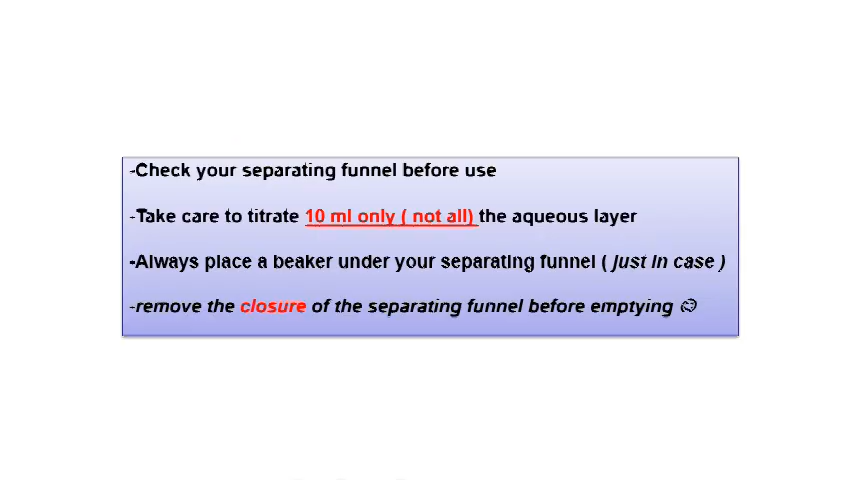 -Check your separating funnel before use
-Take care to titrate 10 ml only ( not all) the aqueous layer
-Always place a beaker under your separating funnel ( just in case )
-remove the closure of the separating funnel before emptying